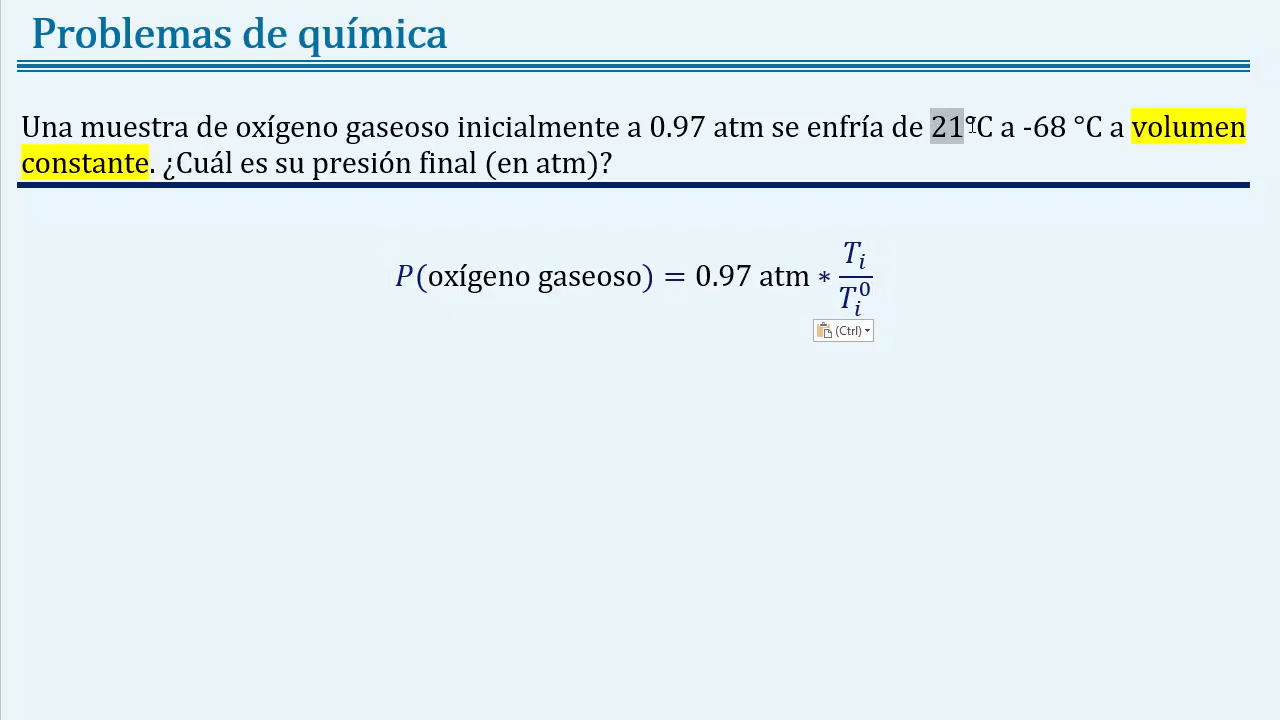 Problemas de química
Una muestra de oxígeno gaseoso inicialmente a 0.97 atm se enfría de 21°C a -68 °C a volumen
constante. ¿Cuál es su presión final (en atm)?
P(oxígeno gaseoso) = 0.97 atm * T_i / T_i^0
(Ctrl)